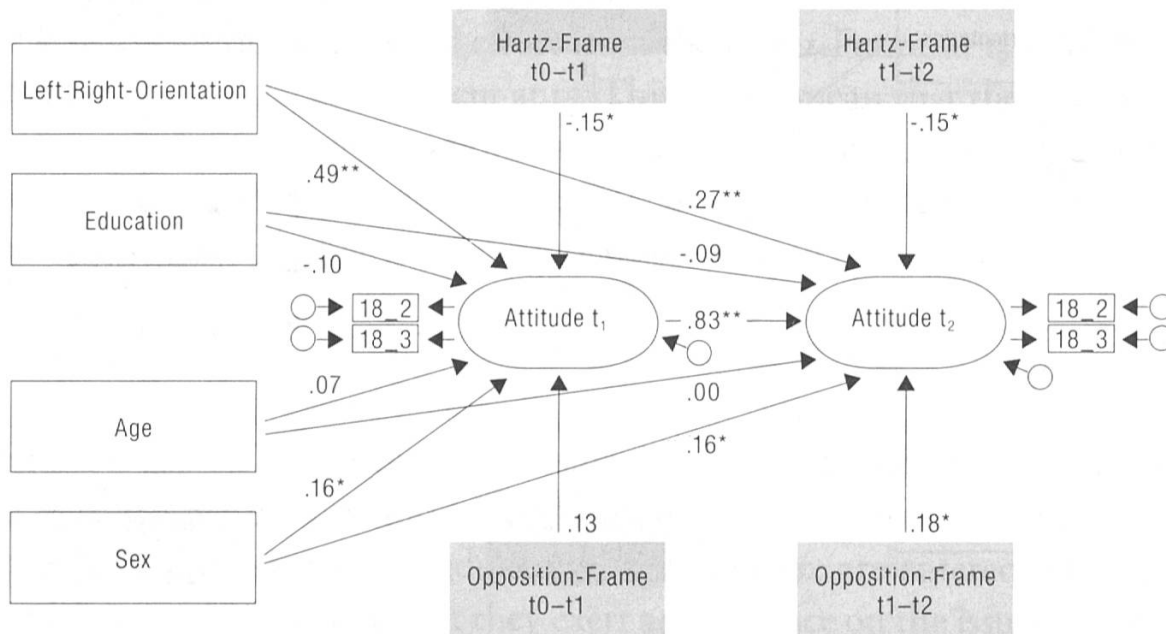 Hartz-Frame
t0–t1
Hartz-Frame
t1–t2
Left-Right-Orientation
-.15*
-.15*
.49**
.27**
Education
-.10
-.09
18_2
18_3
Attitude t₁
.83**
Attitude t₂
18_2
18_3
.07
.00
Age
.16*
.16*
Sex
.13
.18*
Opposition-Frame
t0–t1
Opposition-Frame
t1–t2